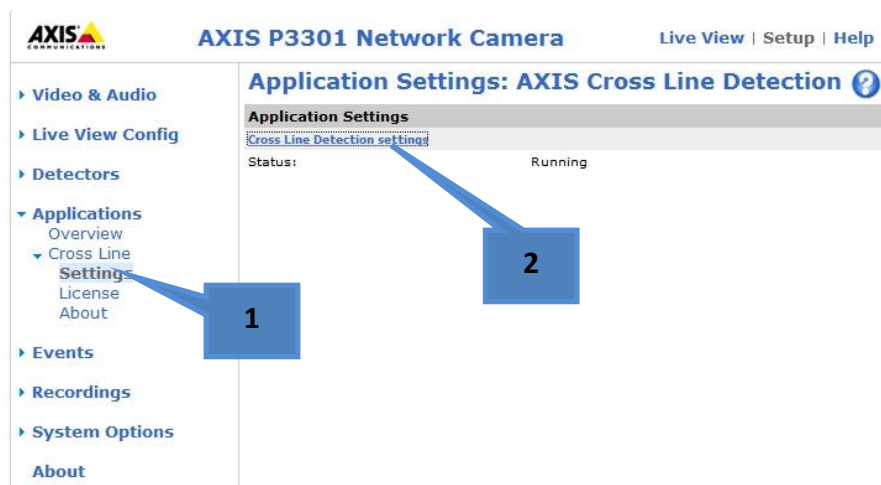 AXIS
COMMUNICATIONS
AXIS P3301 Network Camera
Live View | Setup | Help
Video & Audio
Live View Config
Detectors
Applications
Overview
Cross Line
Settings
License
About
Events
Recordings
System Options
About
Application Settings: AXIS Cross Line Detection ?
Application Settings
Cross Line Detection settings
Status: Running
1
2